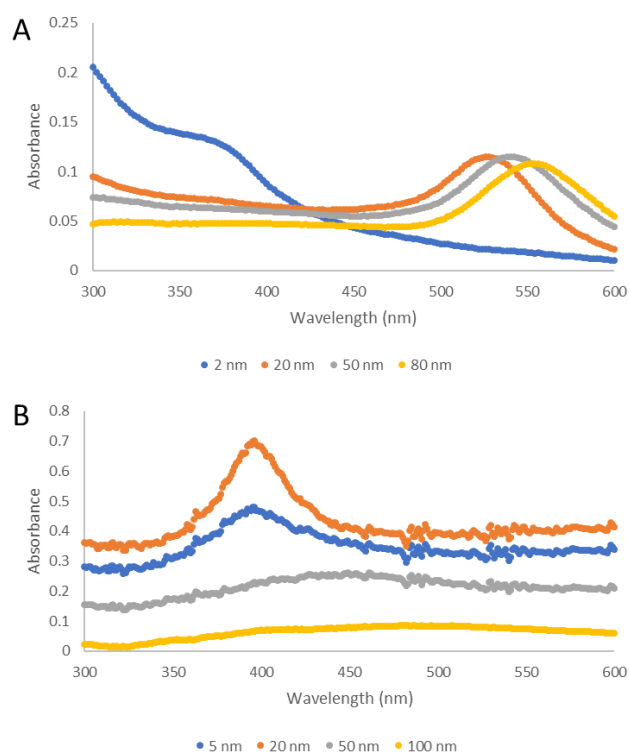 A
0.25
0.2
0.15
0.1
0.05
0
Absorbance
300 350 400 450 500 550 600
Wavelength (nm)
2 nm 20 nm 50 nm 80 nm
B
0.8
0.7
0.6
0.5
0.4
0.3
0.2
0.1
0
Absorbance
300 350 400 450 500 550 600
Wavelength (nm)
5 nm 20 nm 50 nm 100 nm